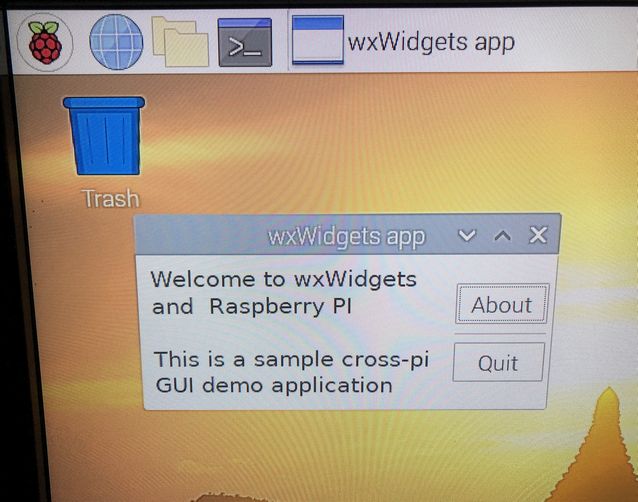 wxWidgets app
Trash
wxWidgets app
Welcome to wxWidgets
and  Raspberry PI
About
This is a sample cross-pi
GUI demo application
Quit